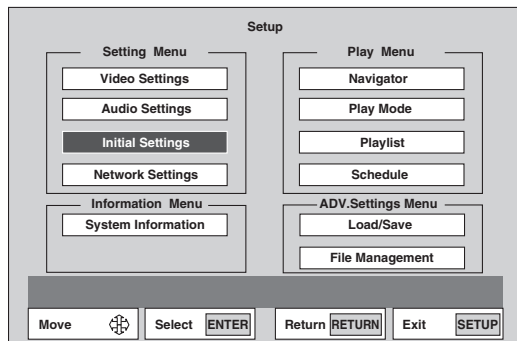 Setup
Setting Menu
Video Settings
Audio Settings
Initial Settings
Network Settings
Information Menu
System Information
Play Menu
Navigator
Play Mode
Playlist
Schedule
ADV.Settings Menu
Load/Save
File Management
Move
Select ENTER
Return RETURN
Exit SETUP